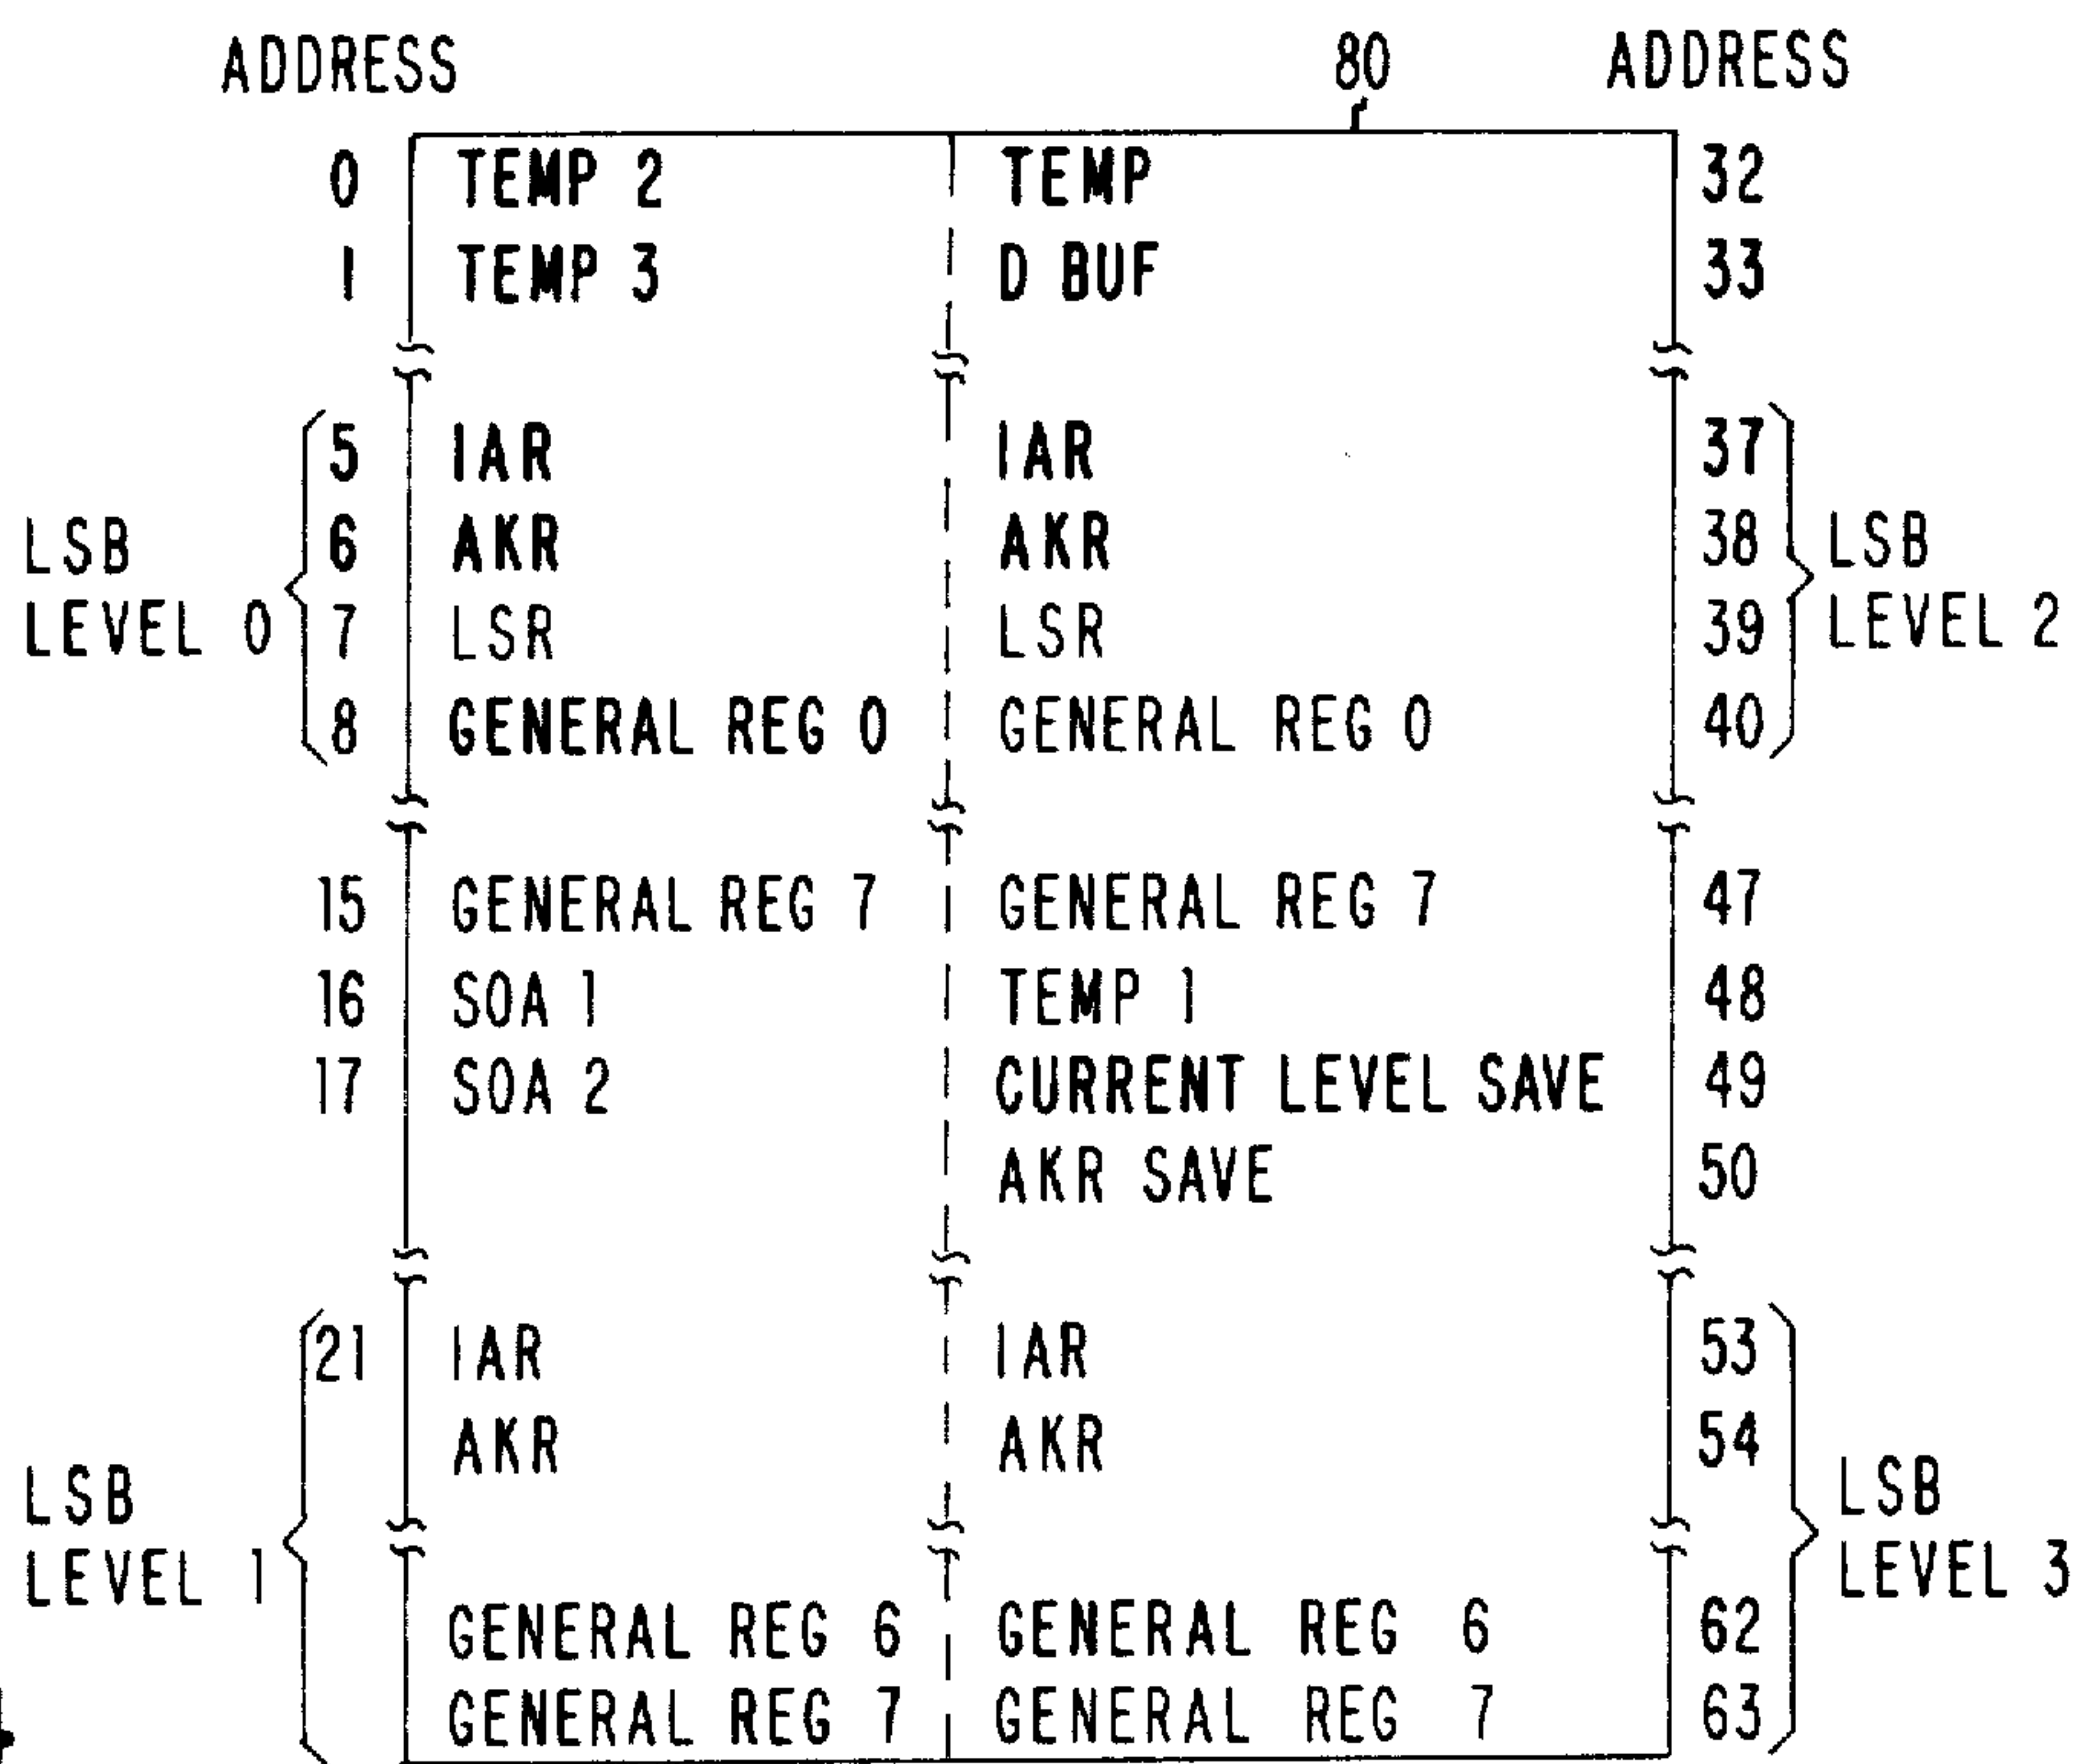 ADDRESS 80 ADDRESS
0 TEMP 2 TEMP 32
1 TEMP 3 D BUF 33
5 IAR IAR 37
LSB 6 AKR AKR 38 LSB
LEVEL 0 7 LSR LSR 39 LEVEL 2
8 GENERAL REG 0 GENERAL REG 0 40
15 GENERAL REG 7 GENERAL REG 7 47
16 SOA 1 TEMP 1 48
17 SOA 2 CURRENT LEVEL SAVE 49
AKR SAVE 50
21 IAR IAR 53
AKR AKR 54
LSB LSB
LEVEL 1 LEVEL 3
GENERAL REG 6 GENERAL REG 6 62
GENERAL REG 7 GENERAL REG 7 63